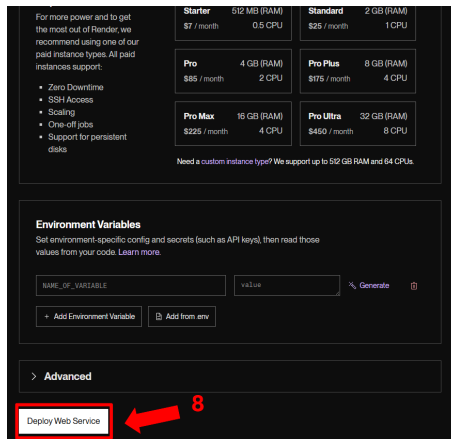 For more power and to get
the most out of Render, we
recommend using one of our
paid instance types. All paid
instances support:
Zero Downtime
SSH Access
Scaling
One-off jobs
Support for persistent
disks
Starter 512 MB (RAM)
$7 / month 0.5 CPU
Standard 2 GB (RAM)
$25 / month 1 CPU
Pro 4 GB (RAM)
$85 / month 2 CPU
Pro Plus 8 GB (RAM)
$175 / month 4 CPU
Pro Max 16 GB (RAM)
$225 / month 4 CPU
Pro Ultra 32 GB (RAM)
$450 / month 8 CPU
Need a custom instance type? We support up to 512 GB RAM and 64 CPUs.
Environment Variables
Set environment-specific config and secrets (such as API keys), then read those
values from your code. Learn more.
NAME_OF_VARIABLE value Generate
+ Add Environment Variable Add from .env
> Advanced
8
Deploy Web Service